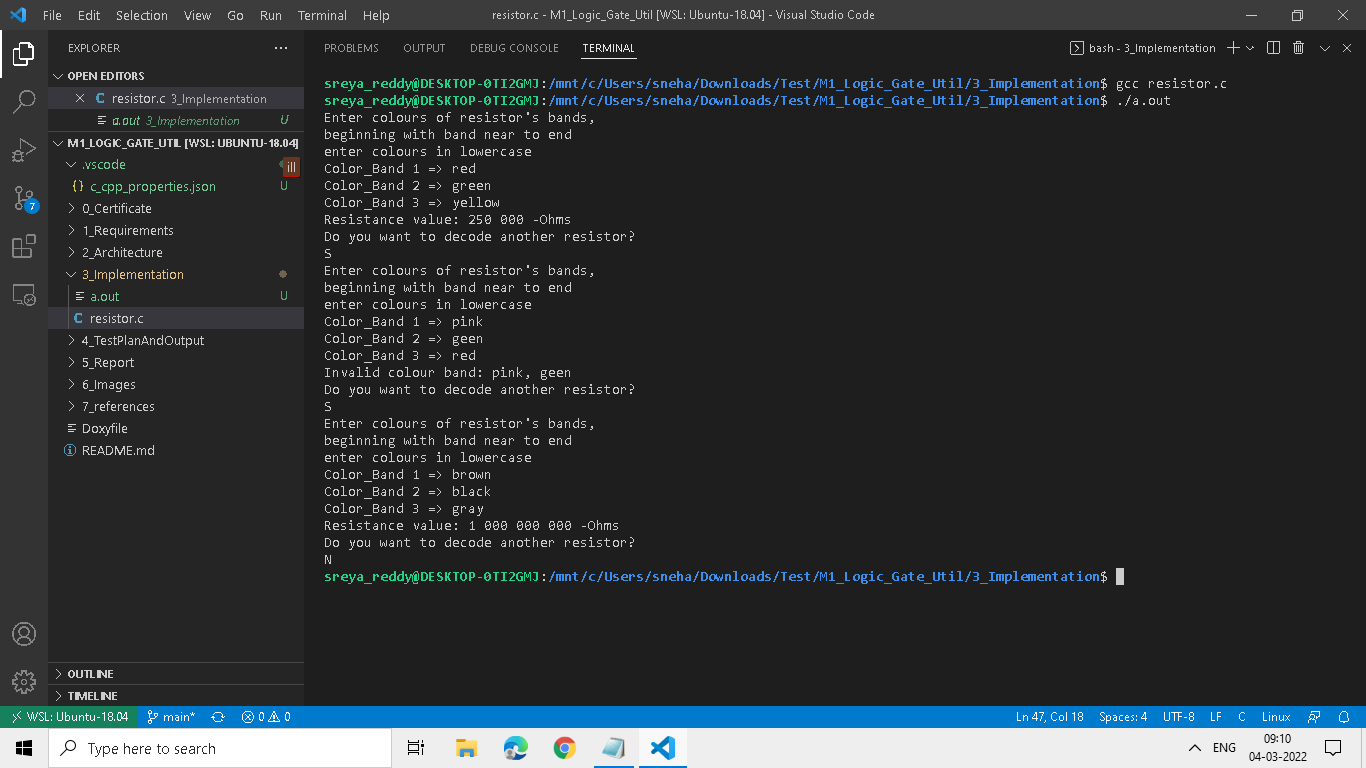 File Edit Selection View Go Run Terminal Help
resistor.c - M1_Logic_Gate_Util [WSL: Ubuntu-18.04] - Visual Studio Code
EXPLORER
OPEN EDITORS
resistor.c 3_Implementation
a.out 3_Implementation U
M1_LOGIC_GATE_UTIL [WSL: UBUNTU-18.04]
.vscode
ill
{} c_cpp_properties.json U
0_Certificate
7
1_Requirements
2_Architecture
3_Implementation
a.out U
C resistor.c
4_TestPlanAndOutput
5_Report
6_Images
7_references
Doxyfile
README.md
OUTLINE
TIMELINE
PROBLEMS OUTPUT DEBUG CONSOLE TERMINAL
bash - 3_Implementation
sreya_reddy@DESKTOP-0TI2GMJ:/mnt/c/Users/sneha/Downloads/Test/M1_Logic_Gate_Util/3_Implementation$ gcc resistor.c
sreya_reddy@DESKTOP-0TI2GMJ:/mnt/c/Users/sneha/Downloads/Test/M1_Logic_Gate_Util/3_Implementation$ ./a.out
Enter colours of resistor's bands,
beginning with band near to end
enter colours in lowercase
Color_Band 1 => red
Color_Band 2 => green
Color_Band 3 => yellow
Resistance value: 250 000 -Ohms
Do you want to decode another resistor?
S
Enter colours of resistor's bands,
beginning with band near to end
enter colours in lowercase
Color_Band 1 => pink
Color_Band 2 => geen
Color_Band 3 => red
Invalid colour band: pink, geen
Do you want to decode another resistor?
S
Enter colours of resistor's bands,
beginning with band near to end
enter colours in lowercase
Color_Band 1 => brown
Color_Band 2 => black
Color_Band 3 => gray
Resistance value: 1 000 000 000 -Ohms
Do you want to decode another resistor?
N
sreya_reddy@DESKTOP-0TI2GMJ:/mnt/c/Users/sneha/Downloads/Test/M1_Logic_Gate_Util/3_Implementation$
WSL: Ubuntu-18.04 main* 0 0 Ln 47, Col 18 Spaces: 4 UTF-8 LF C Linux
Type here to search
ENG
09:10
04-03-2022